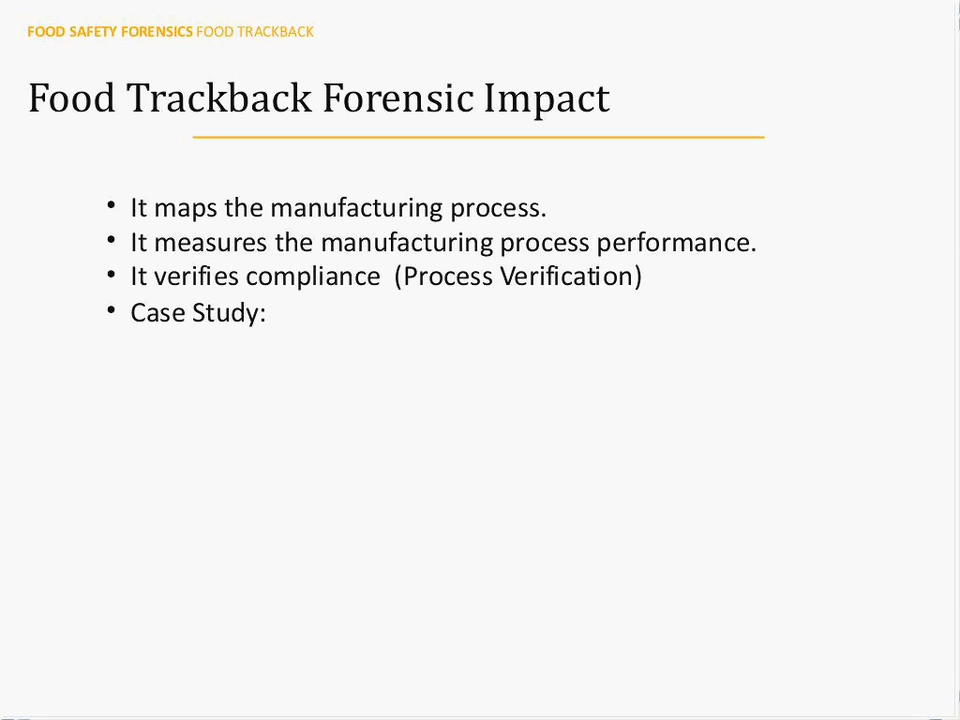 FOOD SAFETY FORENSICS FOOD TRACKBACK
Food Trackback Forensic Impact
• It maps the manufacturing process.
• It measures the manufacturing process performance.
• It verifies compliance  (Process Verification)
• Case Study: